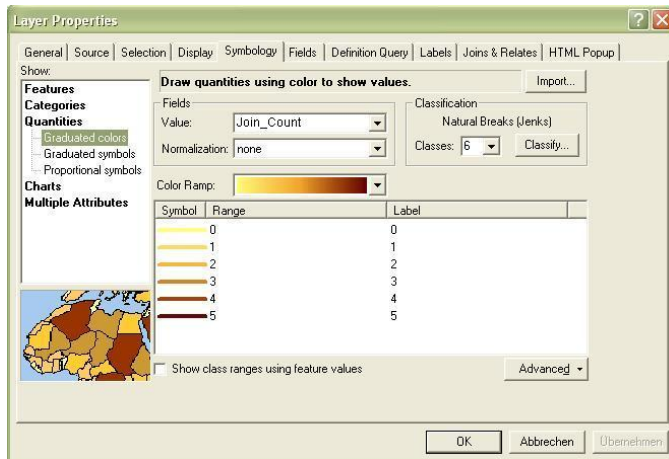 Layer Properties
General Source Selection Display Symbology Fields Definition Query Labels Joins & Relates HTML Popup
Show:
Features
Categories
Quantities
Graduated colors
Graduated symbols
Proportional symbols
Charts
Multiple Attributes
Draw quantities using color to show values.
Import...
Fields
Value: Join_Count
Normalization: none
Classification
Natural Breaks (Jenks)
Classes: 6 Classify...
Color Ramp:
Symbol Range Label
0 0
1 1
2 2
3 3
4 4
5 5
Show class ranges using feature values
Advanced
OK Abbrechen Übernehmen